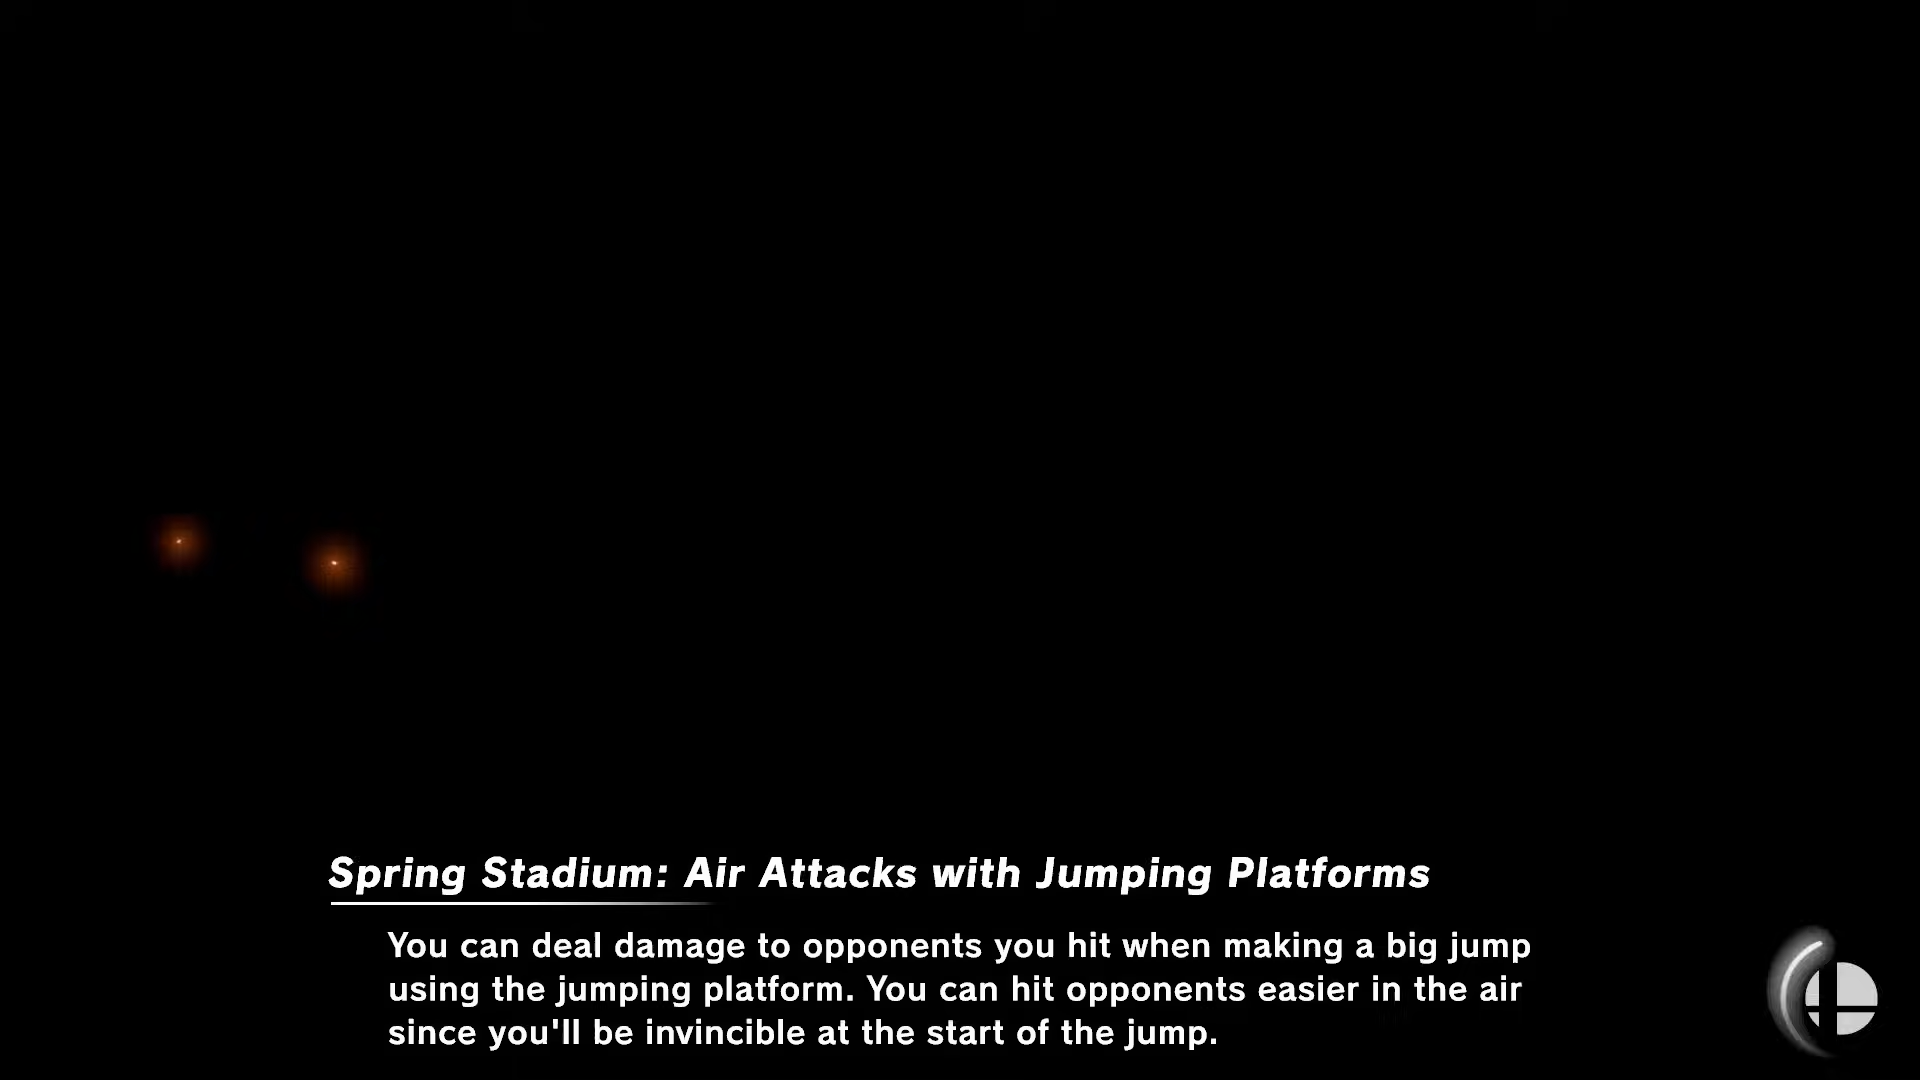 Spring Stadium: Air Attacks with Jumping Platforms
You can deal damage to opponents you hit when making a big jump
using the jumping platform. You can hit opponents easier in the air
since you'll be invincible at the start of the jump.